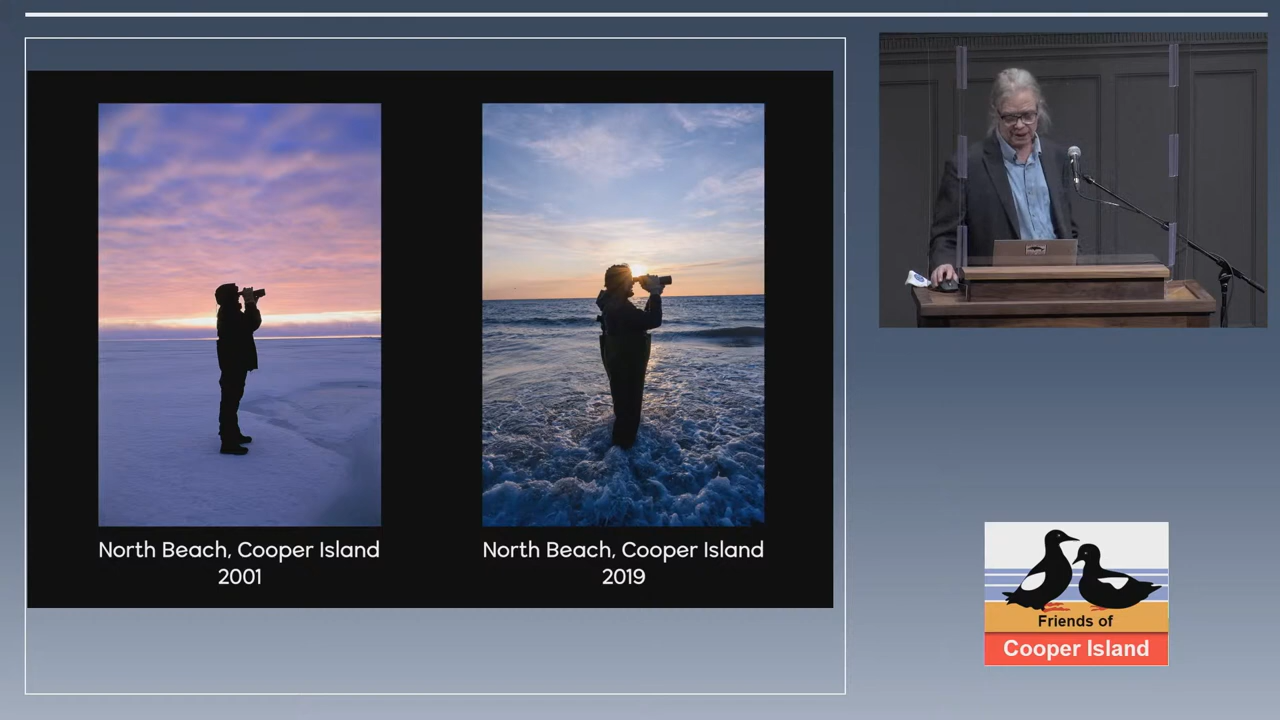 North Beach, Cooper Island
2001
North Beach, Cooper Island
2019
Friends of
Cooper Island